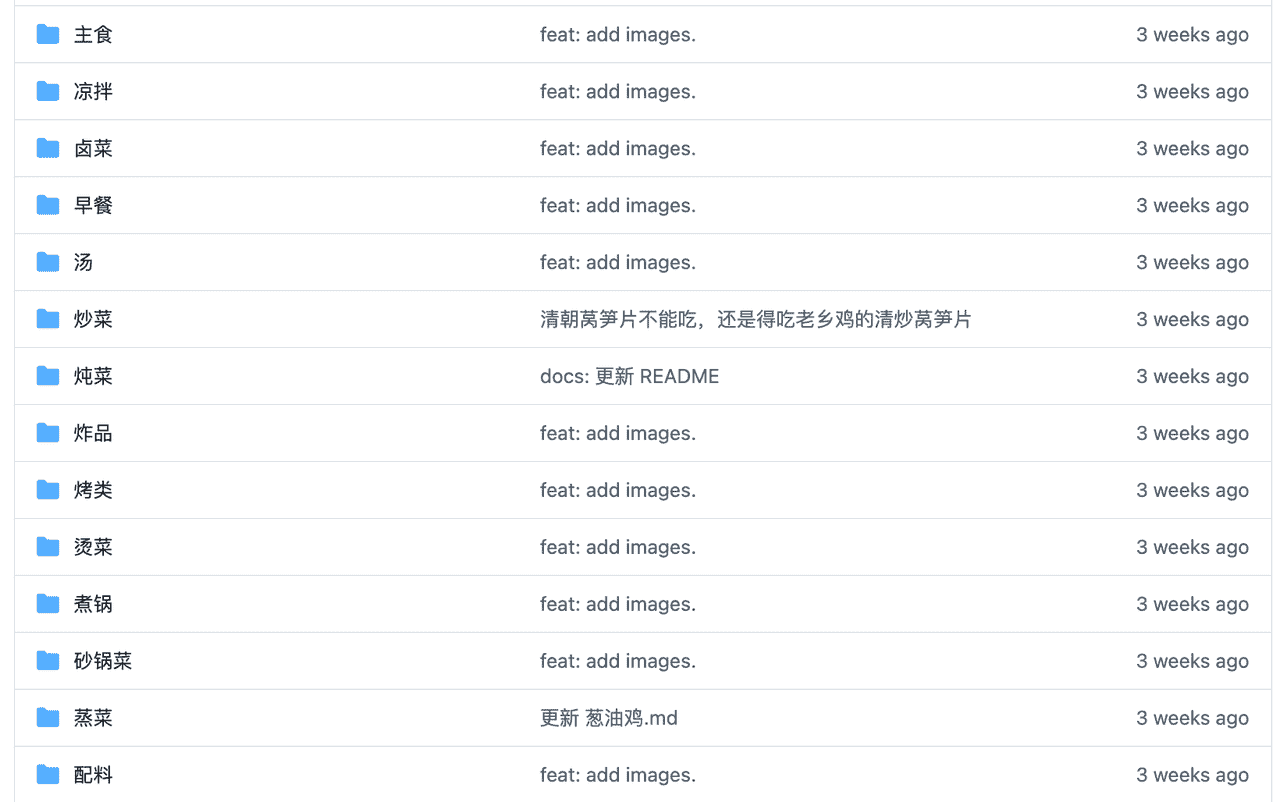 主食 feat: add images. 3 weeks ago
凉拌 feat: add images. 3 weeks ago
卤菜 feat: add images. 3 weeks ago
早餐 feat: add images. 3 weeks ago
汤 feat: add images. 3 weeks ago
炒菜 清朝莴笋片不能吃，还是得吃老乡鸡的清炒莴笋片 3 weeks ago
炖菜 docs: 更新 README 3 weeks ago
炸品 feat: add images. 3 weeks ago
烤类 feat: add images. 3 weeks ago
烫菜 feat: add images. 3 weeks ago
煮锅 feat: add images. 3 weeks ago
砂锅菜 feat: add images. 3 weeks ago
蒸菜 更新 葱油鸡.md 3 weeks ago
配料 feat: add images. 3 weeks ago